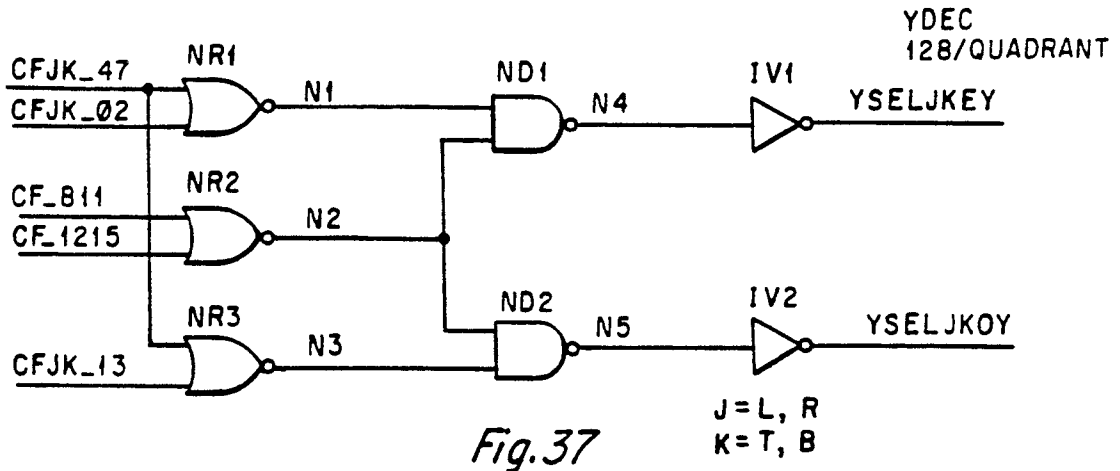 YDEC
128/QUADRANT
CFJK_47
NR1
N1
ND1
N4
IV1
YSELJKEY
CFJK_02
CF_811
NR2
N2
CF_1215
NR3
N3
ND2
N5
IV2
YSELJKOY
CFJK_13
J=L, R
K=T, B
Fig.37